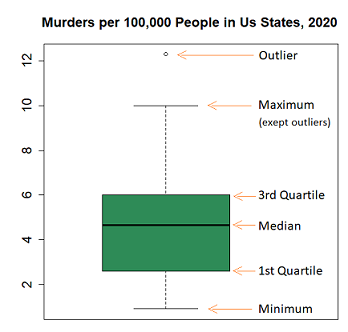 Murders per 100,000 People in Us States, 2020
12
Outlier
10
Maximum
(exept outliers)
8
6
3rd Quartile
Median
4
1st Quartile
2
Minimum